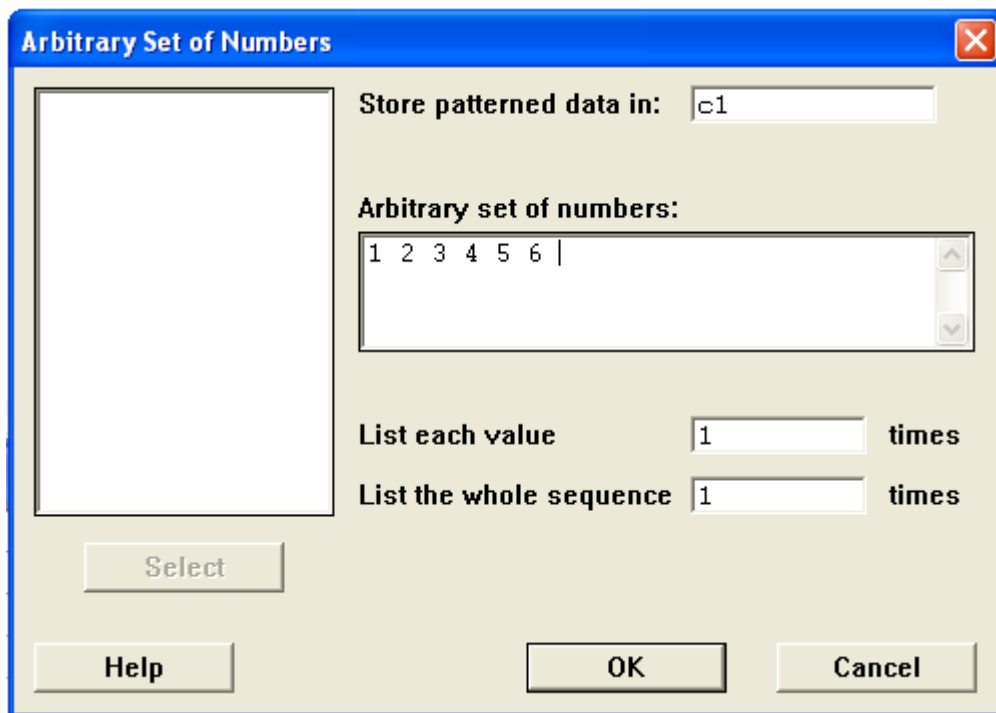 Arbitrary Set of Numbers
Store patterned data in: c1
Arbitrary set of numbers:
1 2 3 4 5 6
List each value 1 times
List the whole sequence 1 times
Select
Help OK Cancel